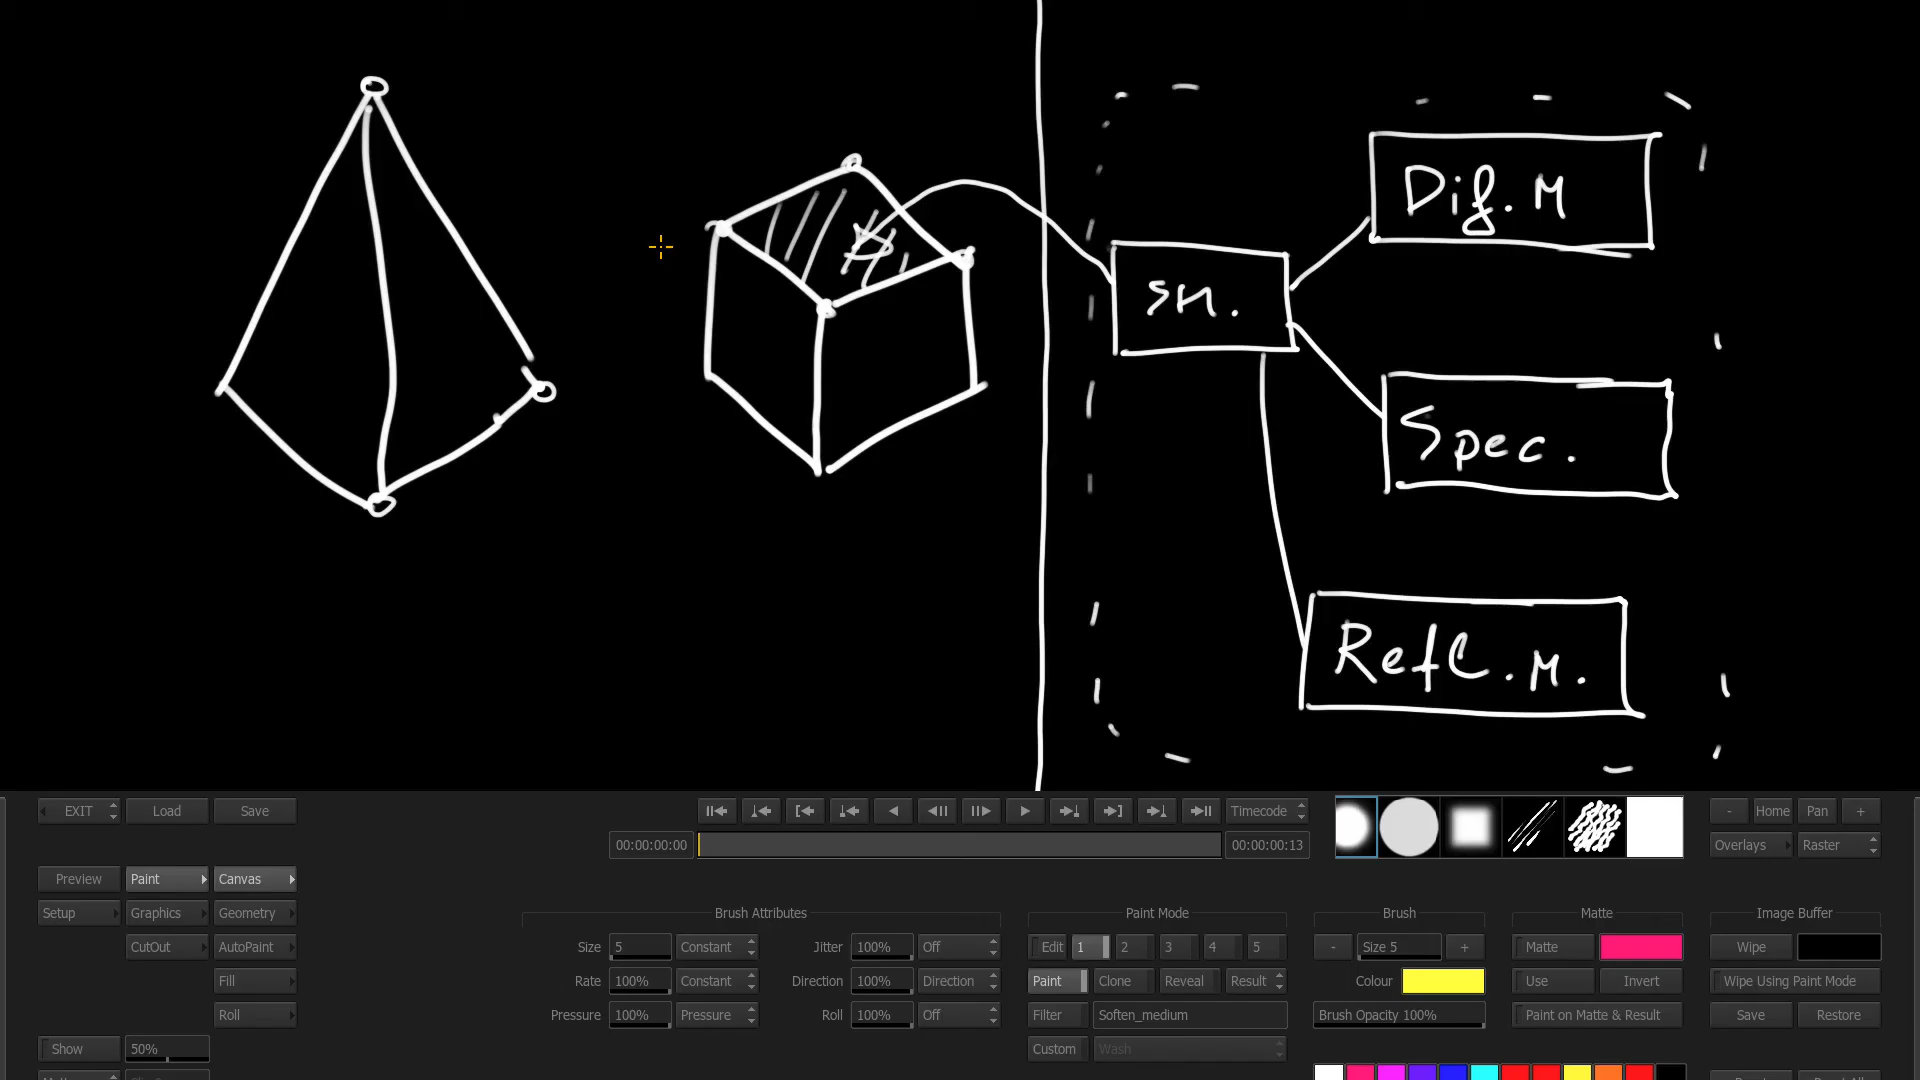 Dif. M
Sh.
Spec.
Refl. M.
EXIT
Load
Save
Timecode
00:00:00:00
00:00:00:13
-
Home
Pan
+
Overlays
Raster
Preview
Paint
Canvas
Setup
Graphics
Geometry
CutOut
AutoPaint
Fill
Roll
Show
50%
Brush Attributes
Size 5 Constant Jitter 100% Off
Rate 100% Constant Direction 100% Direction
Pressure 100% Pressure Roll 100% Off
Paint Mode
Edit 1 2 3 4 5
Paint Clone Reveal Result
Filter Soften_medium
Custom Wash
Brush
- Size 5 +
Colour
Brush Opacity 100%
Matte
Matte
Use Invert
Paint on Matte & Result
Image Buffer
Wipe
Wipe Using Paint Mode
Save Restore